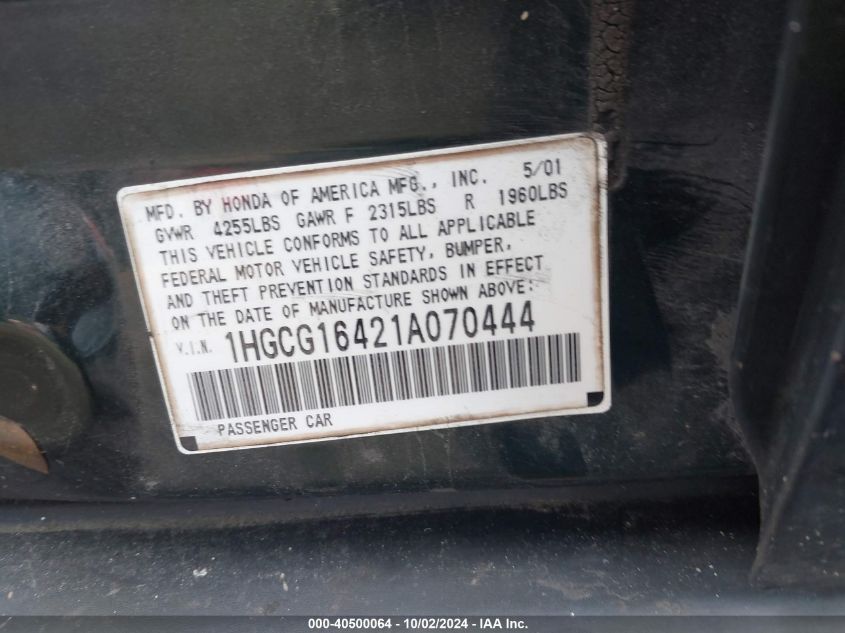 MFD. BY HONDA OF AMERICA MFG., INC. 5/01
GVWR 4255LBS GAWR F 2315LBS R 1960LBS
THIS VEHICLE CONFORMS TO ALL APPLICABLE
FEDERAL MOTOR VEHICLE SAFETY, BUMPER,
AND THEFT PREVENTION STANDARDS IN EFFECT
ON THE DATE OF MANUFACTURE SHOWN ABOVE:
V.I.N. 1HGCG16421A070444
PASSENGER CAR
000-40500064 - 10/02/2024 - IAA Inc.